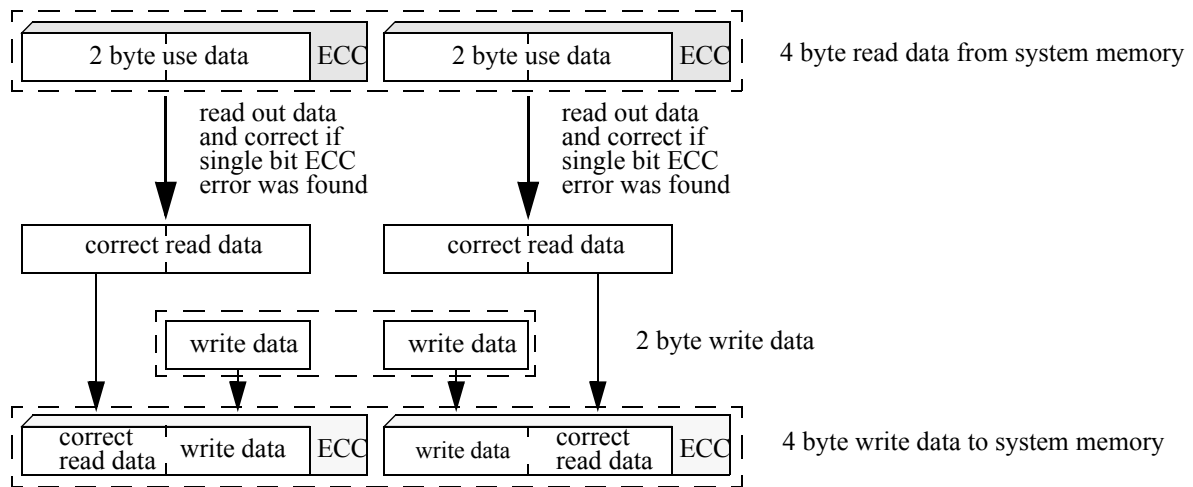 2 byte use data ECC 2 byte use data ECC 4 byte read data from system memory
read out data
and correct if
single bit ECC
error was found
read out data
and correct if
single bit ECC
error was found
correct read data correct read data
write data write data 2 byte write data
correct
read data
write data ECC
write data
correct
read data
ECC
4 byte write data to system memory